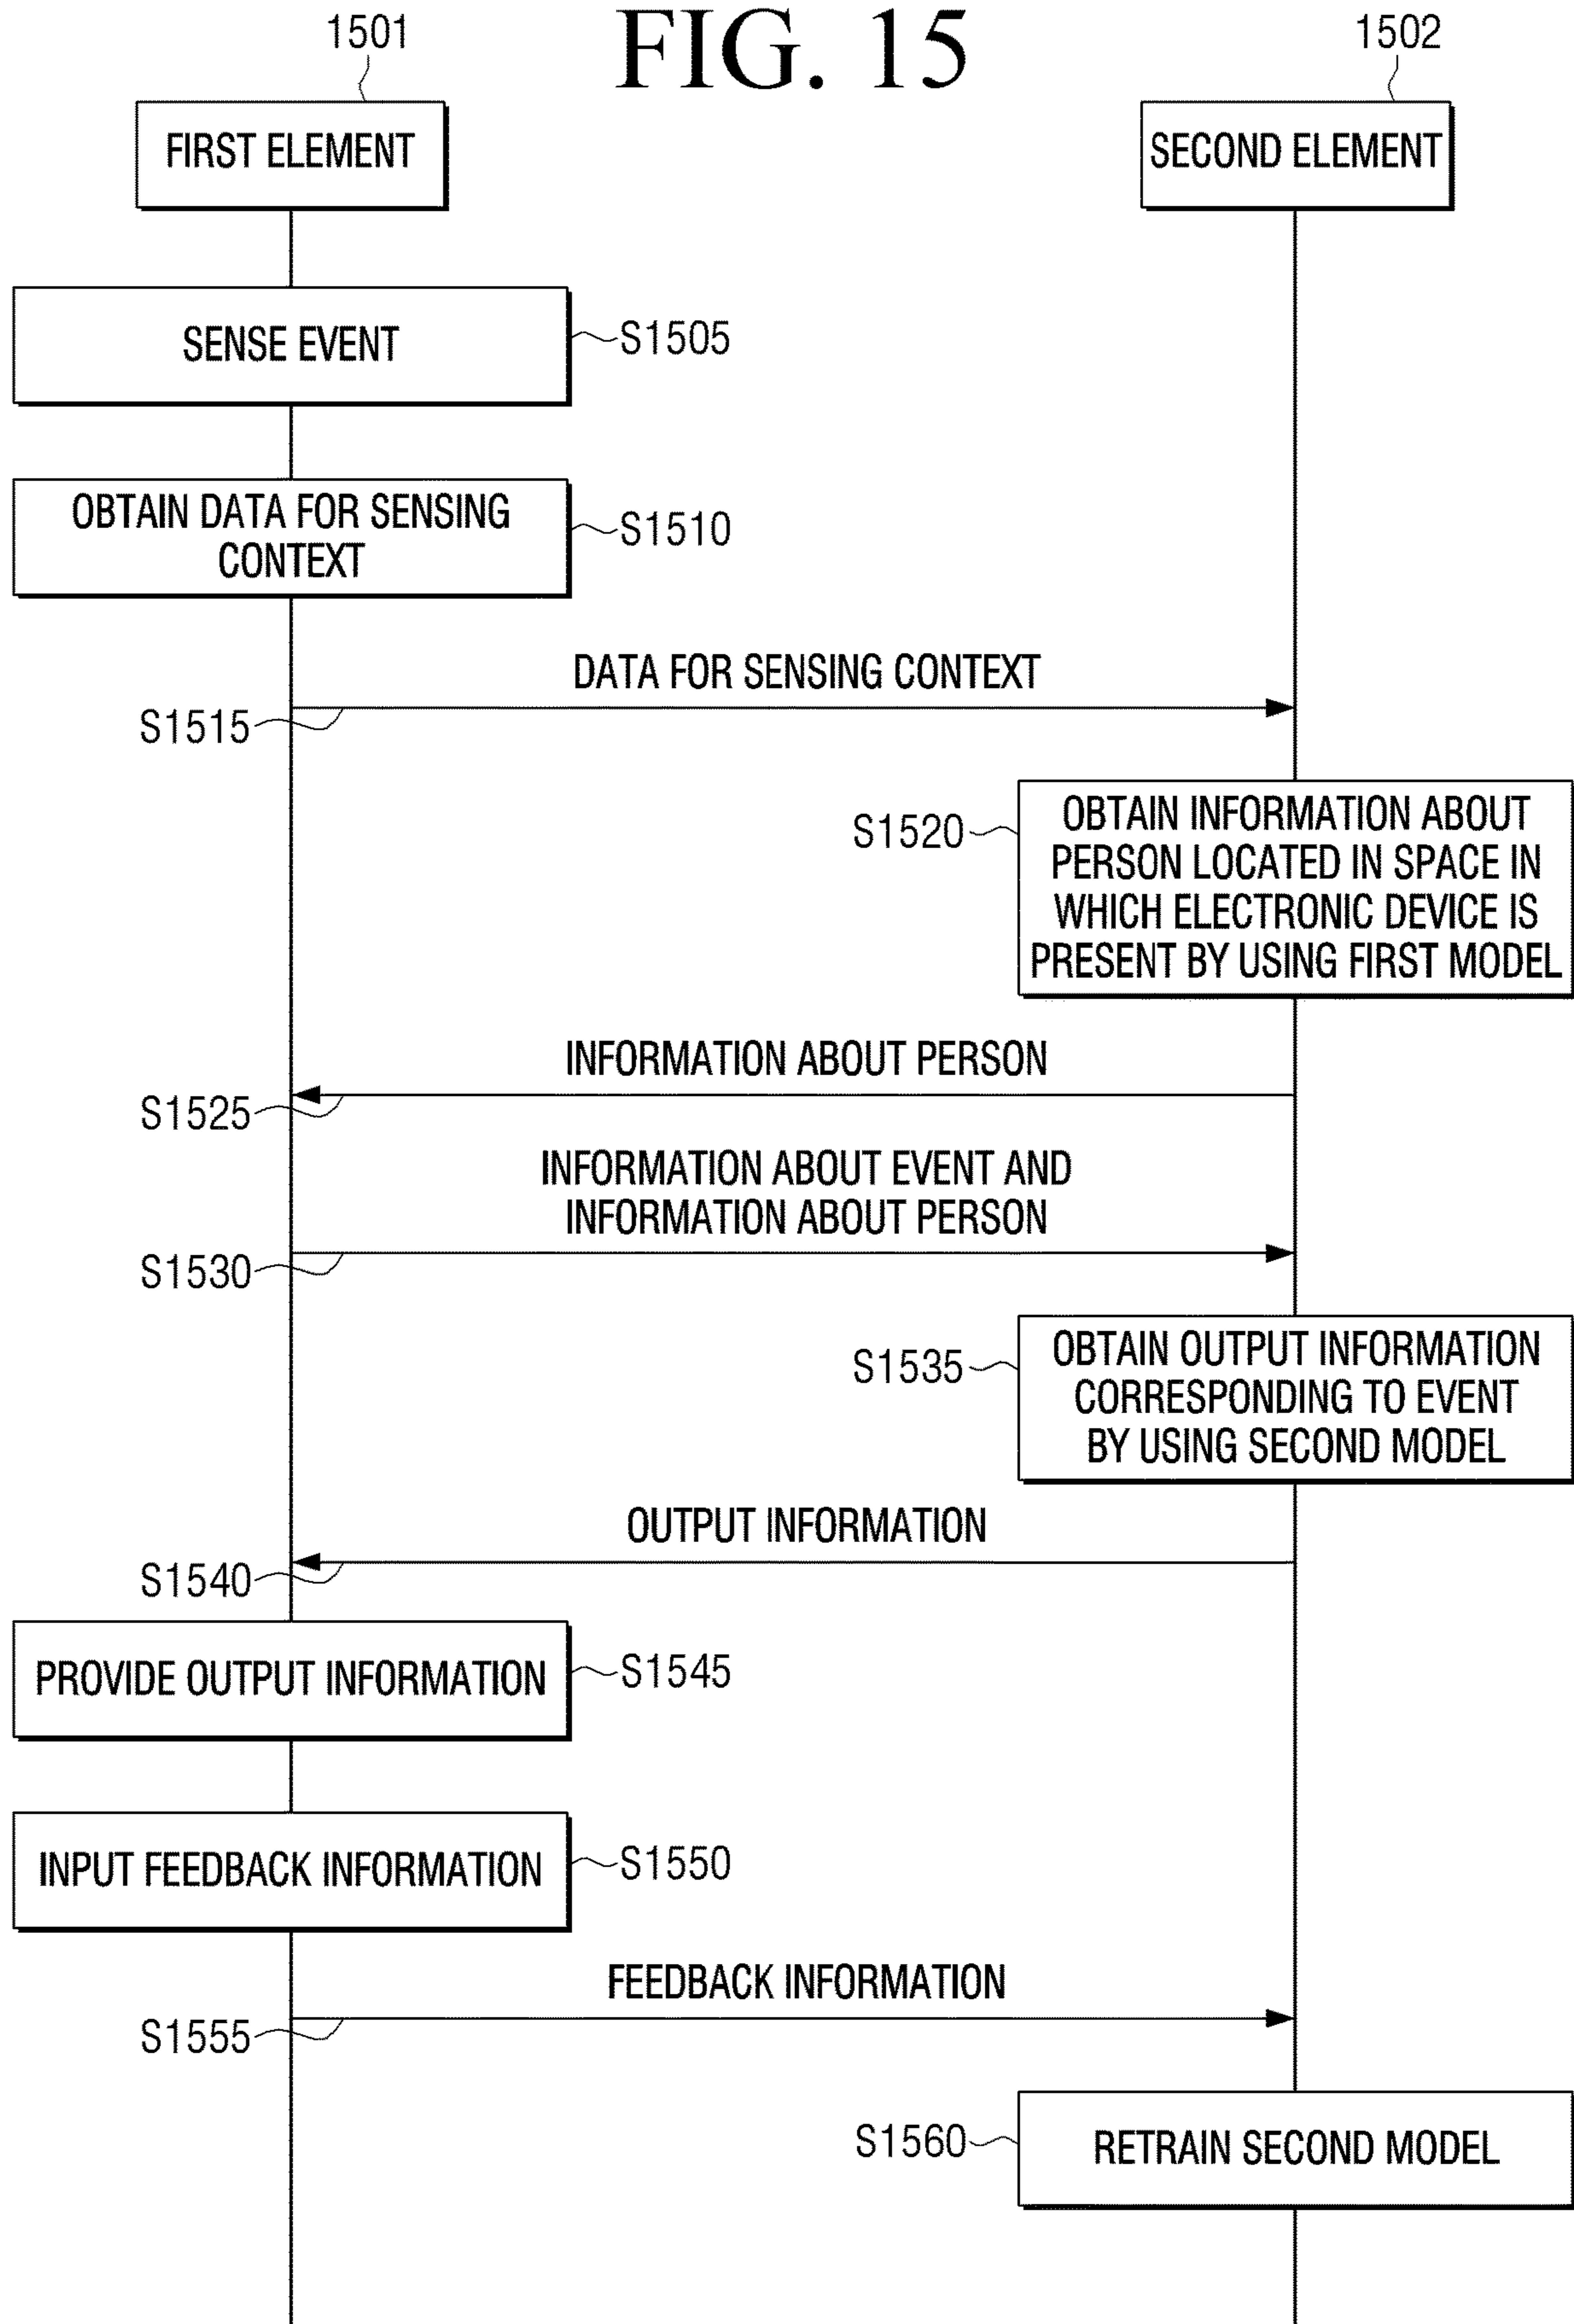 FIG. 15
1501
1502
FIRST ELEMENT
SECOND ELEMENT
SENSE EVENT
S1505
OBTAIN DATA FOR SENSING
CONTEXT
S1510
DATA FOR SENSING CONTEXT
S1515
S1520
OBTAIN INFORMATION ABOUT
PERSON LOCATED IN SPACE IN
WHICH ELECTRONIC DEVICE IS
PRESENT BY USING FIRST MODEL
INFORMATION ABOUT PERSON
S1525
INFORMATION ABOUT EVENT AND
INFORMATION ABOUT PERSON
S1530
S1535
OBTAIN OUTPUT INFORMATION
CORRESPONDING TO EVENT
BY USING SECOND MODEL
OUTPUT INFORMATION
S1540
PROVIDE OUTPUT INFORMATION
S1545
INPUT FEEDBACK INFORMATION
S1550
FEEDBACK INFORMATION
S1555
S1560
RETRAIN SECOND MODEL